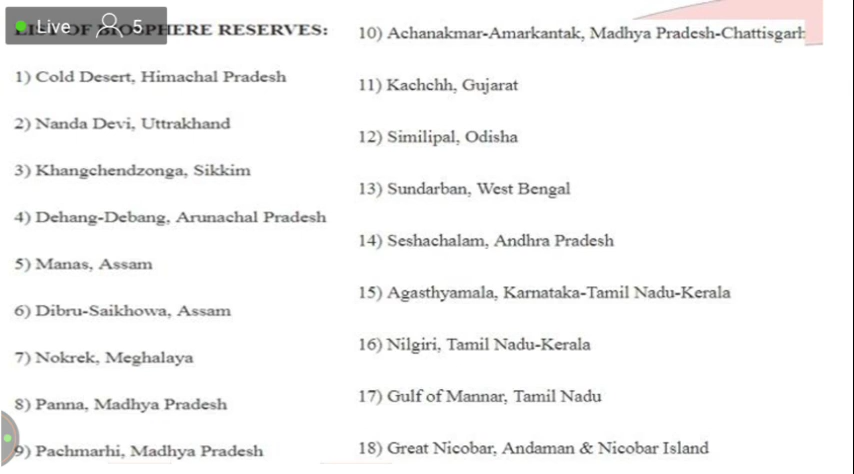 Live 5
LIST OF BIOSPHERE RESERVES:
1) Cold Desert, Himachal Pradesh
2) Nanda Devi, Uttrakhand
3) Khangchendzonga, Sikkim
4) Dehang-Debang, Arunachal Pradesh
5) Manas, Assam
6) Dibru-Saikhowa, Assam
7) Nokrek, Meghalaya
8) Panna, Madhya Pradesh
9) Pachmarhi, Madhya Pradesh
10) Achanakmar-Amarkantak, Madhya Pradesh-Chattisgarh
11) Kachchh, Gujarat
12) Similipal, Odisha
13) Sundarban, West Bengal
14) Seshachalam, Andhra Pradesh
15) Agasthyamala, Karnataka-Tamil Nadu-Kerala
16) Nilgiri, Tamil Nadu-Kerala
17) Gulf of Mannar, Tamil Nadu
18) Great Nicobar, Andaman & Nicobar Island